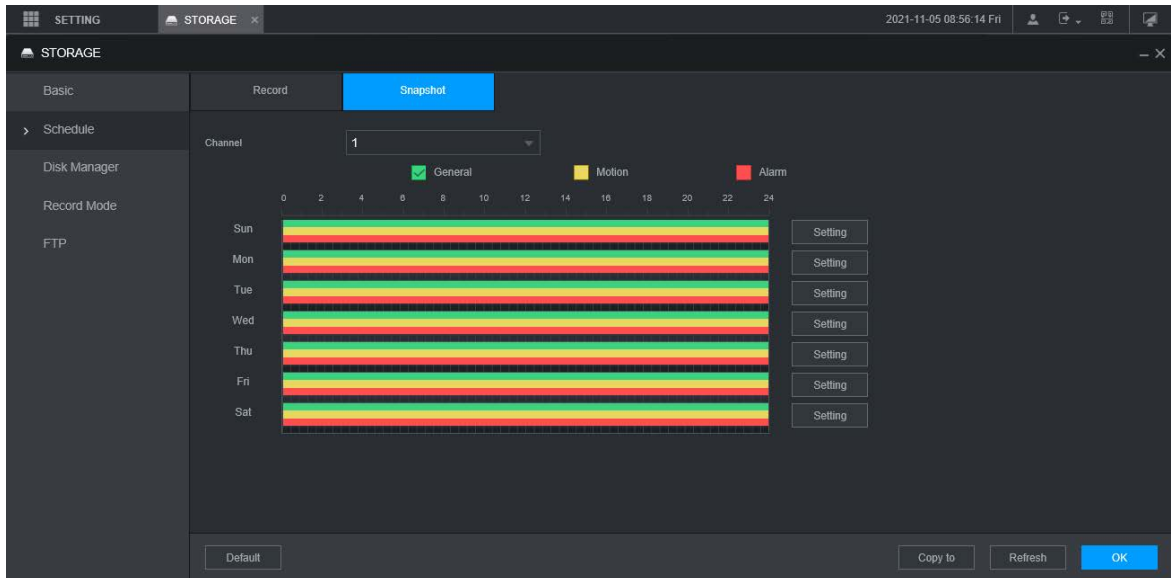 SETTING STORAGE × 2021-11-05 08:56:14 Fri
STORAGE
Basic
Schedule
Disk Manager
Record Mode
FTP
Record Snapshot
Channel 1
General Motion Alarm
0 2 4 6 8 10 12 14 16 18 20 22 24
Sun Setting
Mon Setting
Tue Setting
Wed Setting
Thu Setting
Fri Setting
Sat Setting
Default Copy to Refresh OK